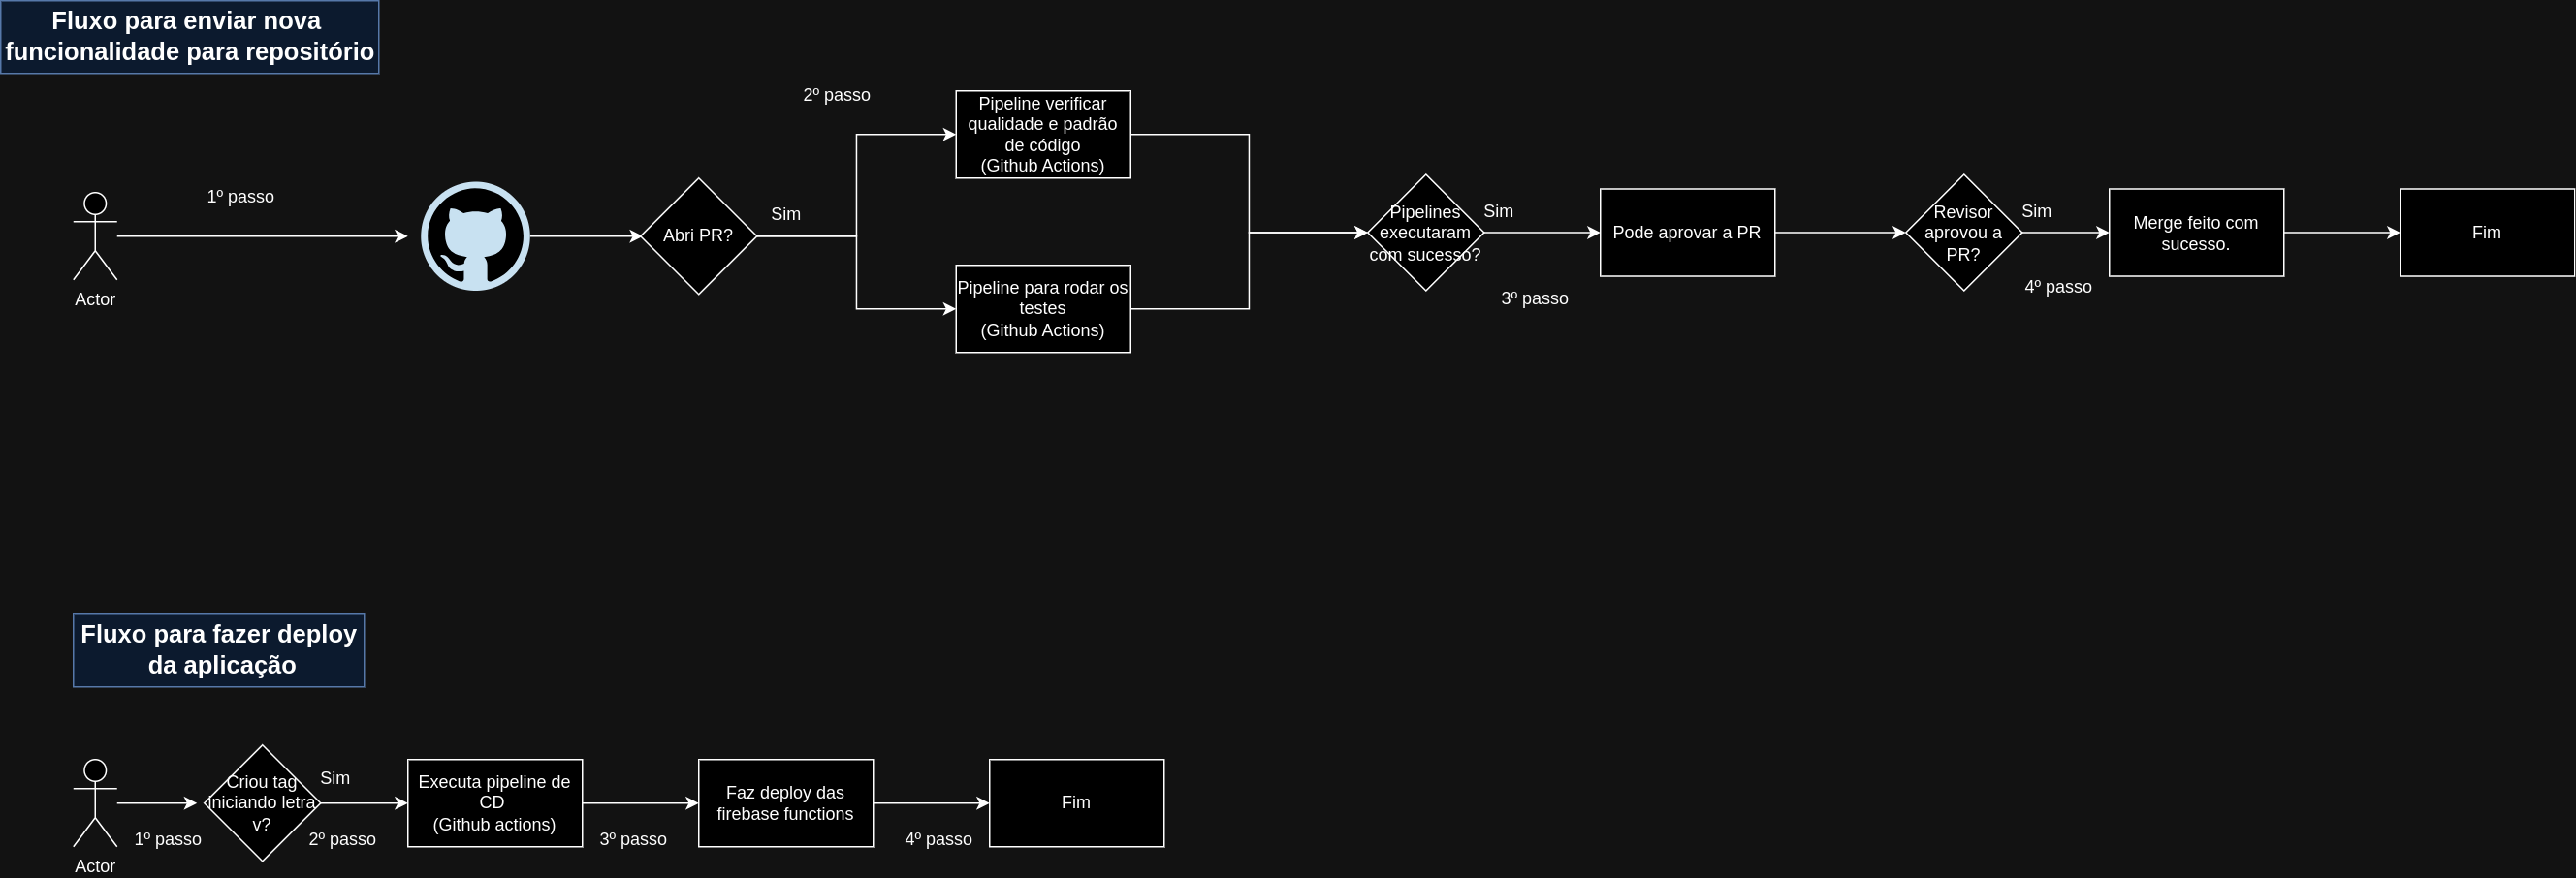 Fluxo para enviar nova
funcionalidade para repositório
2º passo
Pipeline verificar
qualidade e padrão
de código
(Github Actions)
1º passo
Actor
Abri PR?
Sim
Pipeline para rodar os
testes
(Github Actions)
Pipelines
executaram
com sucesso?
Sim
3º passo
Pode aprovar a PR
Revisor
aprovou a
PR?
Sim
4º passo
Merge feito com
sucesso.
Fim
Fluxo para fazer deploy
da aplicação
Actor
1º passo
Criou tag
iniciando letra
v?
Sim
2º passo
Executa pipeline de
CD
(Github actions)
3º passo
Faz deploy das
firebase functions
4º passo
Fim